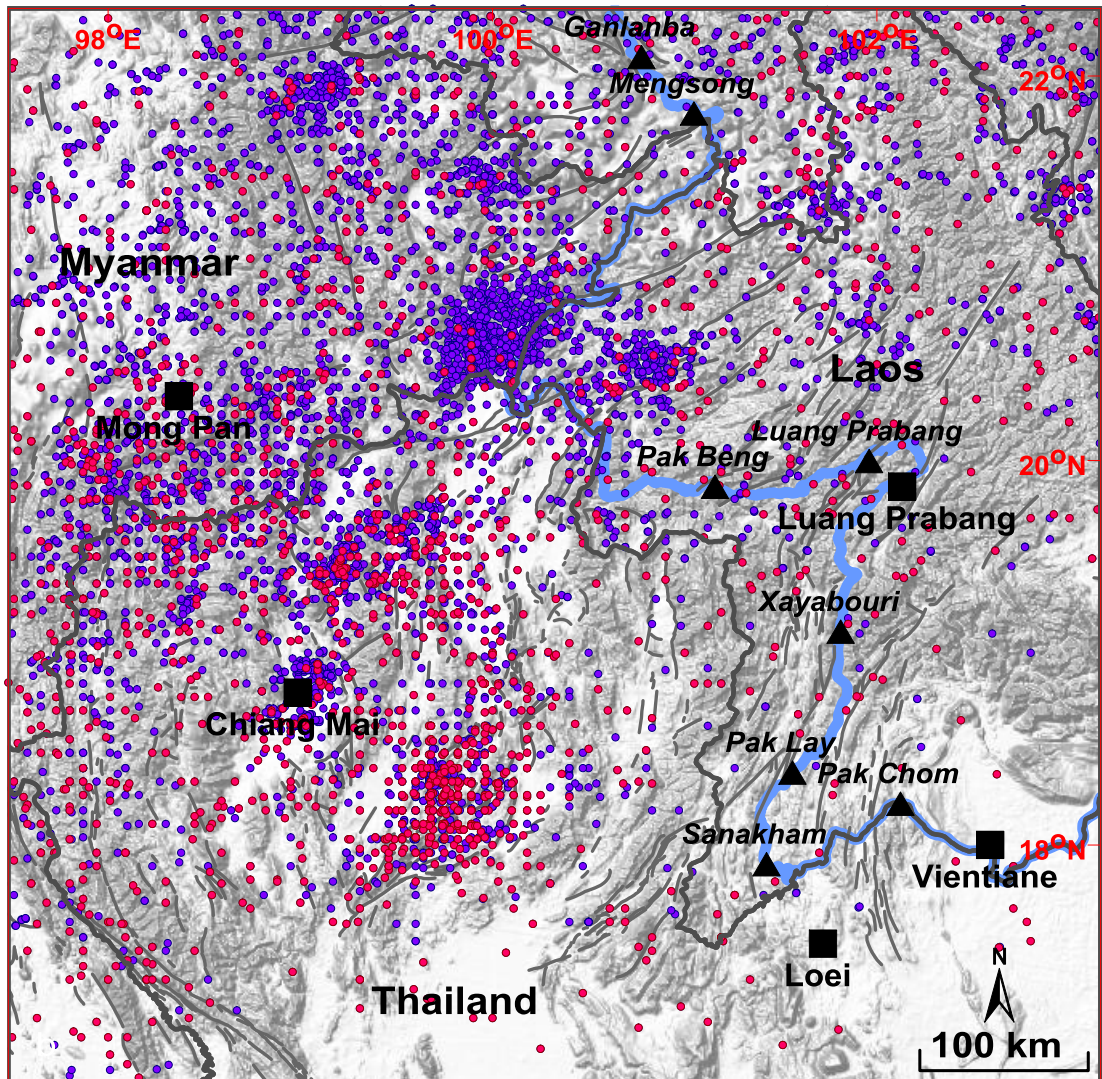 Ganlanba
98°E
100°E
102°E
22°N
Mengsong
Myanmar
Laos
Mong Pan
Luang Prabang
Pak Beng
20°N
Luang Prabang
Xayabouri
Chiang Mai
Pak Lay
Pak Chom
Sanakham
18°N
Vientiane
Loei
N
Thailand
100 km